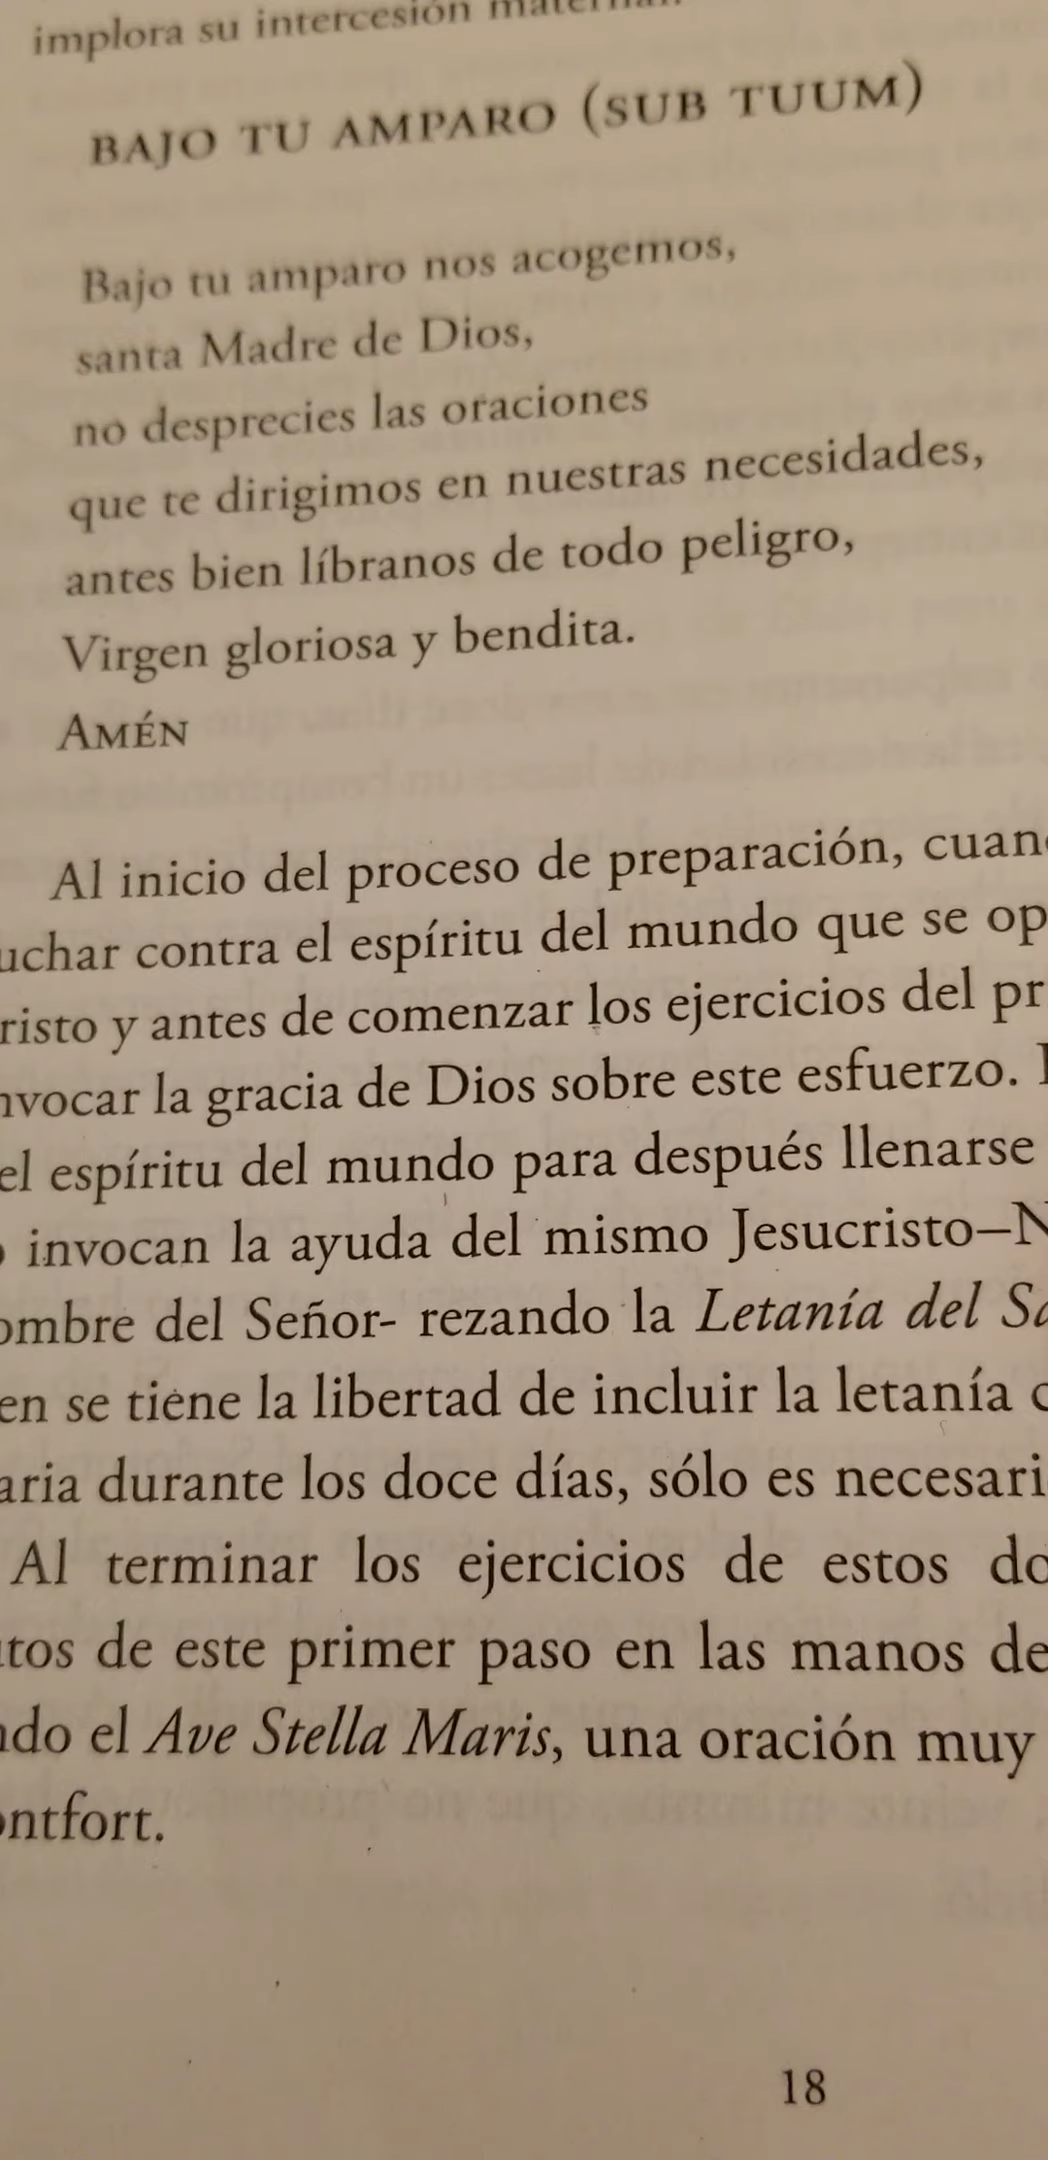 implora su intercesión maternal.
BAJO TU AMPARO (SUB TUUM)
Bajo tu amparo nos acogemos,
santa Madre de Dios,
no desprecies las oraciones
que te dirigimos en nuestras necesidades,
antes bien líbranos de todo peligro,
Virgen gloriosa y bendita.
AMÉN
Al inicio del proceso de preparación, cuan
uchar contra el espíritu del mundo que se op
risto y antes de comenzar los ejercicios del pr
nvocar la gracia de Dios sobre este esfuerzo.
el espíritu del mundo para después llenarse
invocan la ayuda del mismo Jesucristo–N
ombre del Señor- rezando la Letanía del Sa
en se tiene la libertad de incluir la letanía
aria durante los doce días, sólo es necesari
Al terminar los ejercicios de estos do
tos de este primer paso en las manos de
ndo el Ave Stella Maris, una oración muy
ontfort.
18